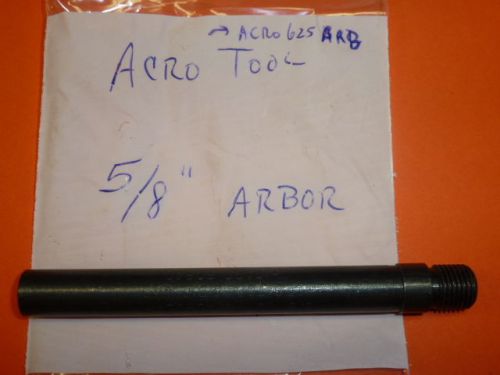 → ACRO 625 ARB
ACRO TOOL
5/8" ARBOR